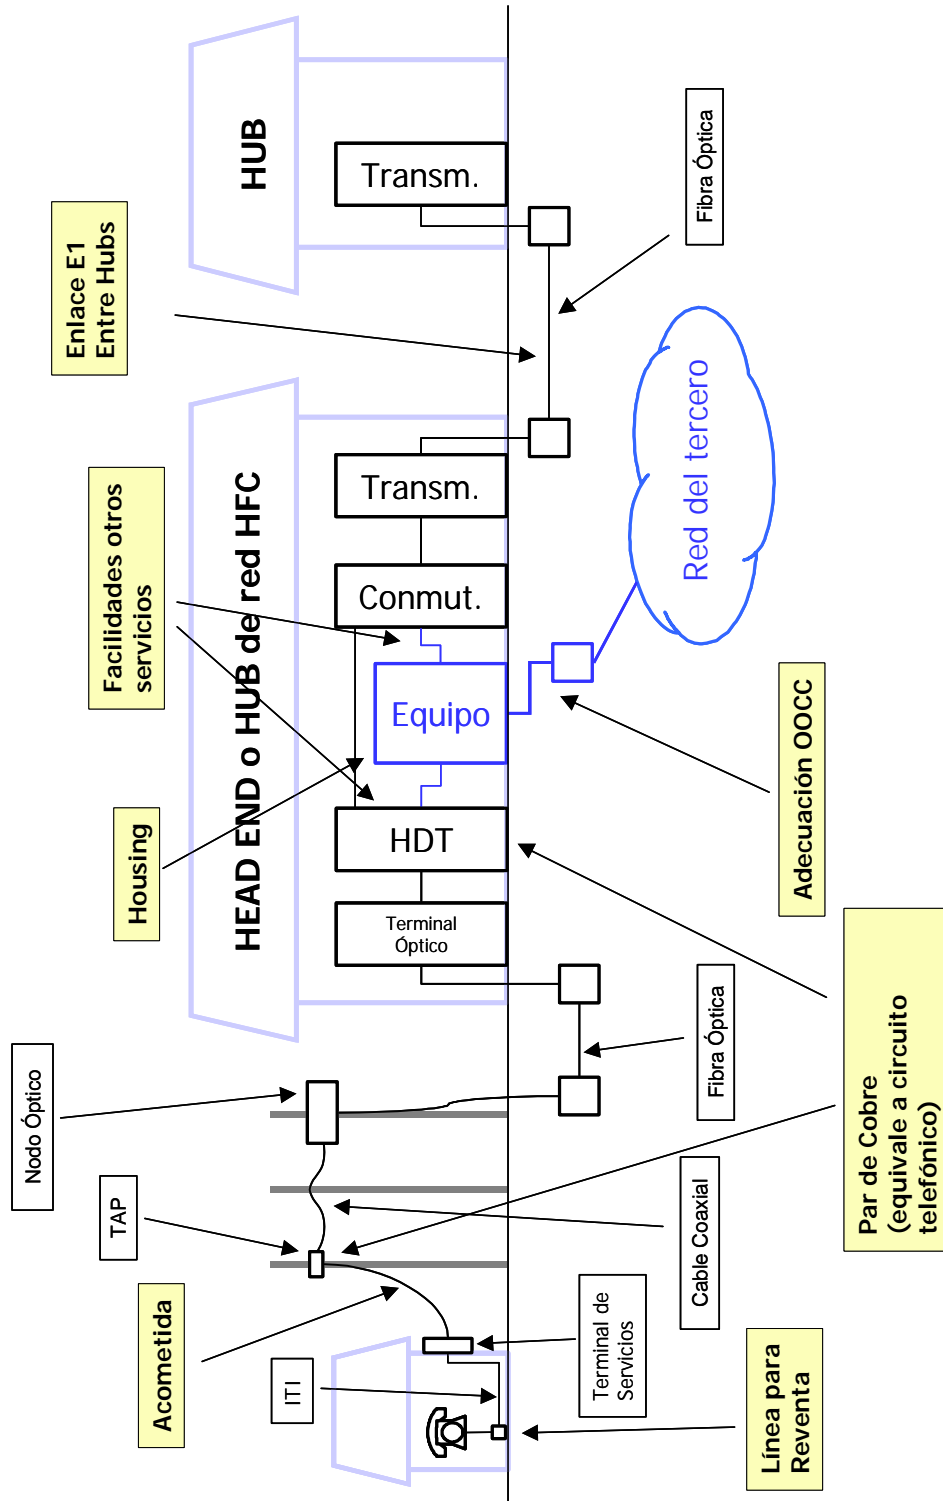 Nodo Óptico
TAP
Acometida
ITI
Housing
Facilidades otros
servicios
Enlace E1
Entre Hubs
HEAD END o HUB de red HFC
HUB
Terminal
Óptico
HDT
Equipo
Conmut.
Transm.
Transm.
Terminal de
Servicios
Cable Coaxial
Fibra Óptica
Red del tercero
Fibra Óptica
Línea para
Reventa
Par de Cobre
(equivale a circuito
telefónico)
Adecuación OOCC